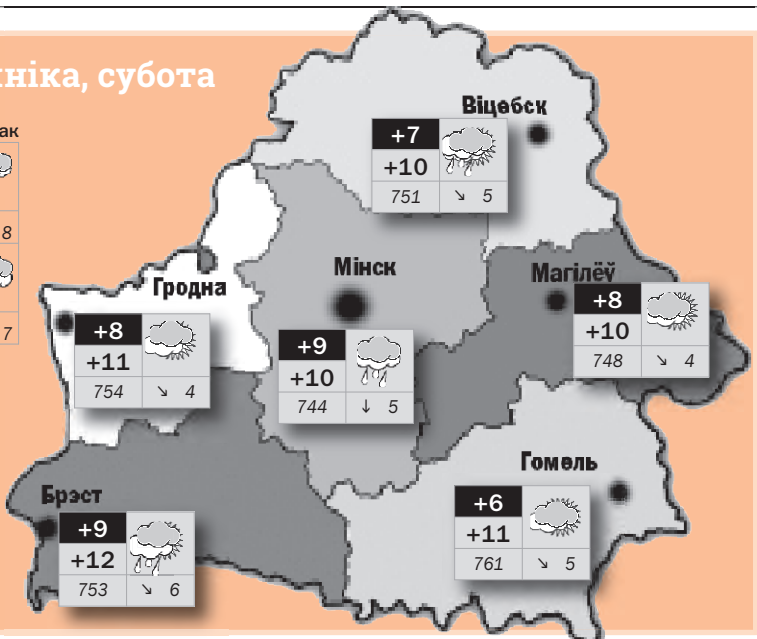 ніка, субота
ак
8
7
Віцебск
+7
+10
751 ↘ 5
Мінск
+9
+10
744 ↓ 5
Магілёў
+8
+10
748 ↘ 4
Гродна
+8
+11
754 ↘ 4
Гомель
+6
+11
761 ↘ 5
Брэст
+9
+12
753 ↘ 6